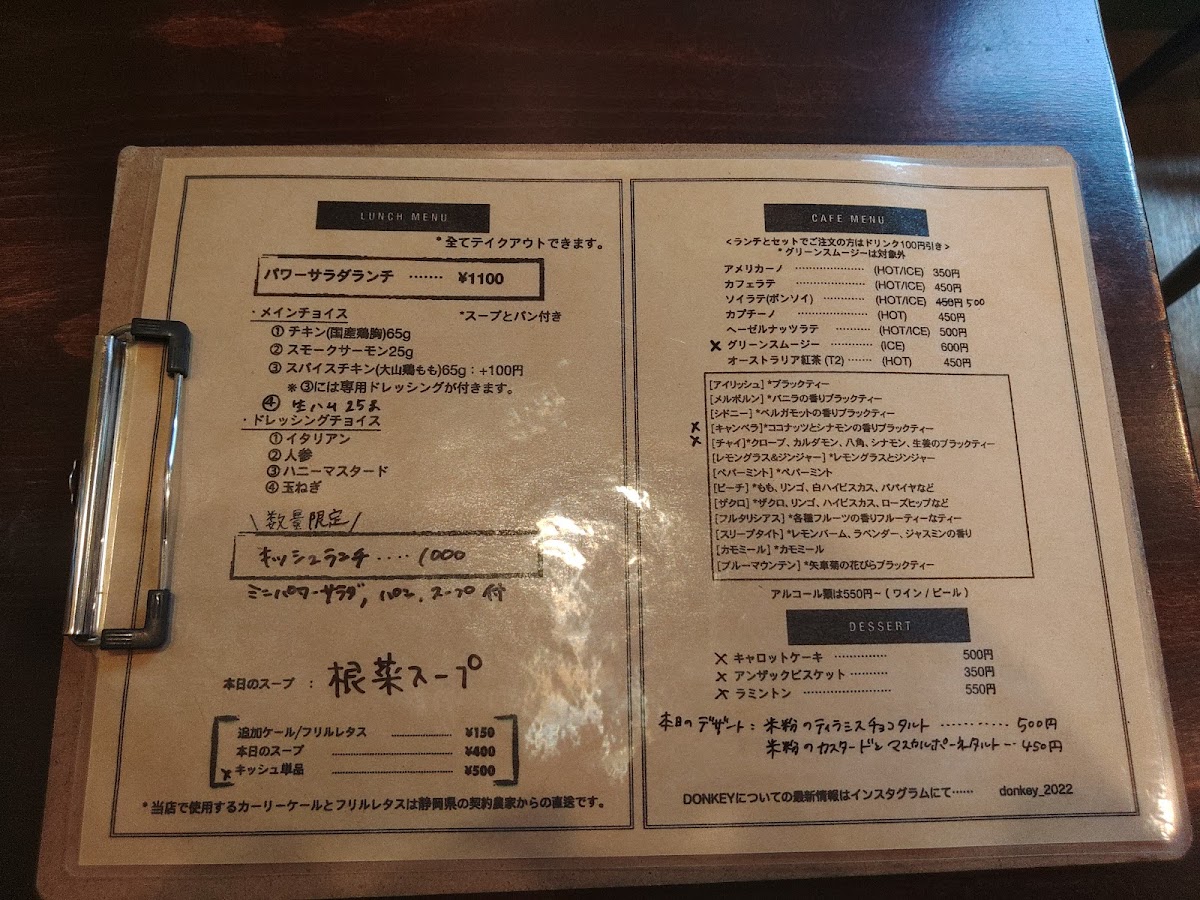 LUNCH MENU
*全てテイクアウトできます。
パワーサラダランチ ······· ¥1100
・メインチョイス *スープとパン付き
① チキン(国産鶏胸)65g
② スモークサーモン25g
③ スパイスチキン(大山鶏もも)65g：+100円
※ ③には専用ドレッシングが付きます。
④ 生ハム 25g
・ドレッシングチョイス
①イタリアン
②人参
③ハニーマスタード
④玉ねぎ
\ 数量限定 /
キッシュランチ ···· 1000
ミニパワーサラダ, パン、スープ 付
本日のスープ ： 根菜スープ
追加ケール/フリルレタス ............ ¥150
本日のスープ ............ ¥400
× キッシュ単品 ............ ¥500
*当店で使用するカーリーケールとフリルレタスは静岡県の契約農家からの直送です。
CAFE MENU
<ランチとセットでご注文の方はドリンク100円引き>
*グリーンスムージーは対象外
アメリカーノ ············ (HOT/ICE) 350円
カフェラテ ············ (HOT/ICE) 450円
ソイラテ(ボンソイ) ············ (HOT/ICE) 450円 500
カプチーノ ············ (HOT) 450円
ヘーゼルナッツラテ ·········· (HOT/ICE) 500円
× グリーンスムージー ············ (ICE) 600円
オーストラリア紅茶 (T2) ······ (HOT) 450円
[アイリッシュ] *ブラックティー
[メルボルン] *バニラの香りブラックティー
[シドニー] *ベルガモットの香りブラックティー
× [キャンベラ]*ココナッツとシナモンの香りブラックティー
× [チャイ]*クローブ、カルダモン、八角、シナモン、生姜のブラックティー
[レモングラス&ジンジャー] *レモングラスとジンジャー
[ペパーミント] *ペパーミント
[ピーチ] *もも、リンゴ、白ハイビスカス、パパイヤなど
[ザクロ] *ザクロ、リンゴ、ハイビスカス、ローズヒップなど
[フルタリシアス] *各種フルーツの香りフルーティーなティー
[スリープタイト] *レモンバーム、ラベンダー、ジャスミンの香り
[カモミール] *カモミール
[ブルーマウンテン] *矢車菊の花びらブラックティー
アルコール類は550円~ ( ワイン / ビール )
DESSERT
× キャロットケーキ ·············· 500円
× アンザックビスケット ·········· 350円
× ラミントン ····················· 550円
本日の デザート： 米粉 の ティラミスチョコタルト ··········· 500円
米粉 の カスタードと マスカルポーネタルト ··· 450円
DONKEYについての最新情報はインスタグラムにて······ donkey_2022